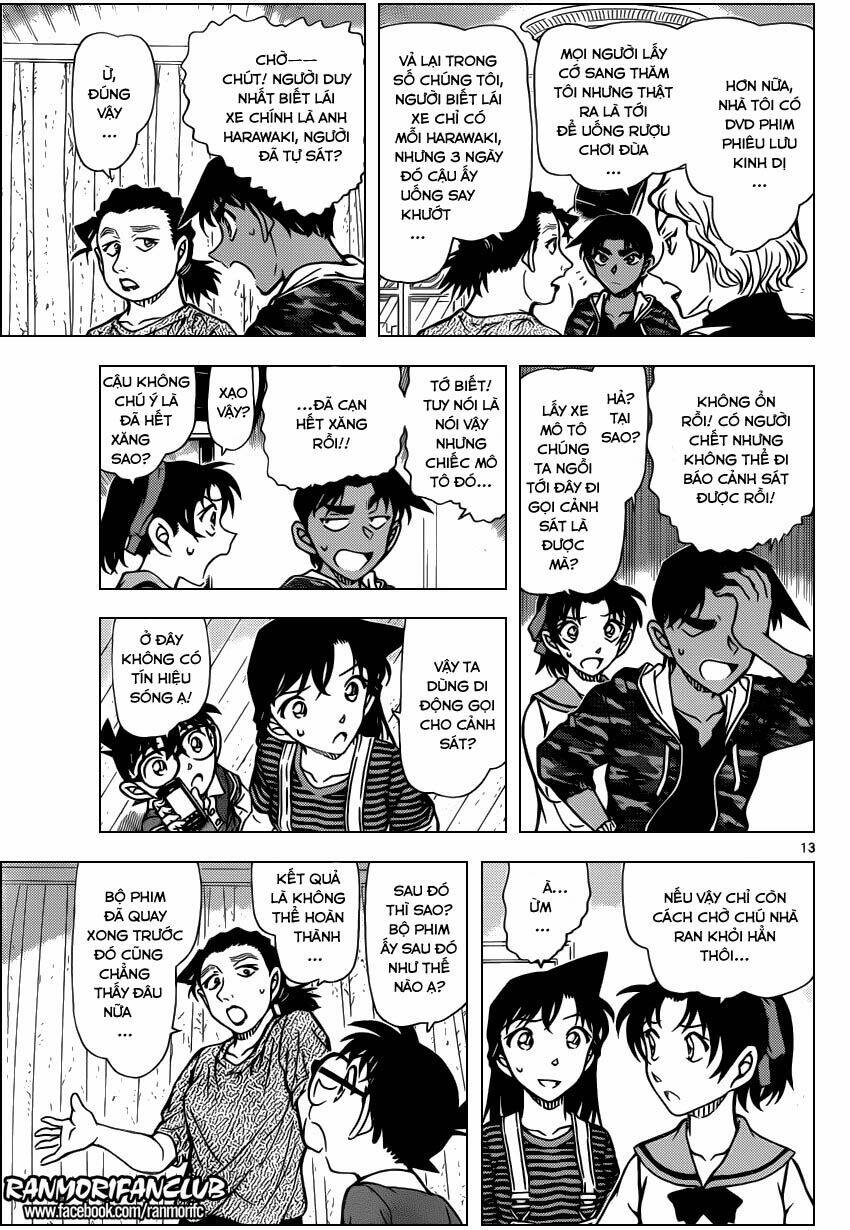 HƠN NỮA,
NHÀ TÔI CÓ
DVD PHIM
PHIÊU LƯU
KINH DỊ
...
MỌI NGƯỜI LẤY
CỚ SANG THĂM
TÔI NHƯNG THẬT
RA LÀ TỚI
ĐỂ UỐNG RƯỢU
CHƠI ĐÙA
...
VẢ LẠI TRONG
SỐ CHÚNG TÔI,
NGƯỜI BIẾT LÁI
XE CHỈ CÓ
MỖI HARAWAKI,
NHƯNG 3 NGÀY
ĐÓ CẬU ẤY
UỐNG SAY
KHƯỚT
...
CHỜ——
CHÚT! NGƯỜI DUY
NHẤT BIẾT LÁI
XE CHÍNH LÀ ANH
HARAWAKI, NGƯỜI
ĐÃ TỰ SÁT?
Ừ,
ĐÚNG
VẬY
...
KHÔNG ỔN
RỒI! CÓ NGƯỜI
CHẾT NHƯNG
KHÔNG THỂ ĐI
BÁO CẢNH SÁT
ĐƯỢC RỒI!
HẢ?
TẠI
SAO?
LẤY XE
MÔ TÔ
CHÚNG
TA NGỒI
TỚI ĐÂY ĐI
GỌI CẢNH
SÁT LÀ
ĐƯỢC
MÀ?
TỚ BIẾT!
TUY NÓI LÀ
NÓI VẬY
NHƯNG
CHIẾC MÔ
TÔ ĐÓ...
...ĐÃ CẠN
HẾT XĂNG
RỒI!!
XẠO
VẬY?
CẬU KHÔNG
CHÚ Ý LÀ
ĐÃ HẾT
XĂNG
SAO?
VẬY TA
DÙNG DI
ĐỘNG GỌI
CHO CẢNH
SÁT?
Ở ĐÂY
KHÔNG CÓ
TÍN HIỆU
SÓNG Ạ!
13
NẾU VẬY CHỈ CÒN
CÁCH CHỜ CHÚ NHÀ
RAN KHỎI HẲN
THÔI...
À...
ỪM
...
SAU ĐÓ
THÌ SAO?
BỘ PHIM
ẤY SAU ĐÓ
NHƯ THẾ
NÀO Ạ?
KẾT QUẢ
LÀ KHÔNG
THỂ HOÀN
THÀNH
...
BỘ PHIM
ĐÃ QUAY
XONG TRƯỚC
ĐÓ CŨNG
CHẲNG
THẤY ĐÂU
NỮA
...
RANMORIFANCLUB
www.facebook.com/ranmorifc